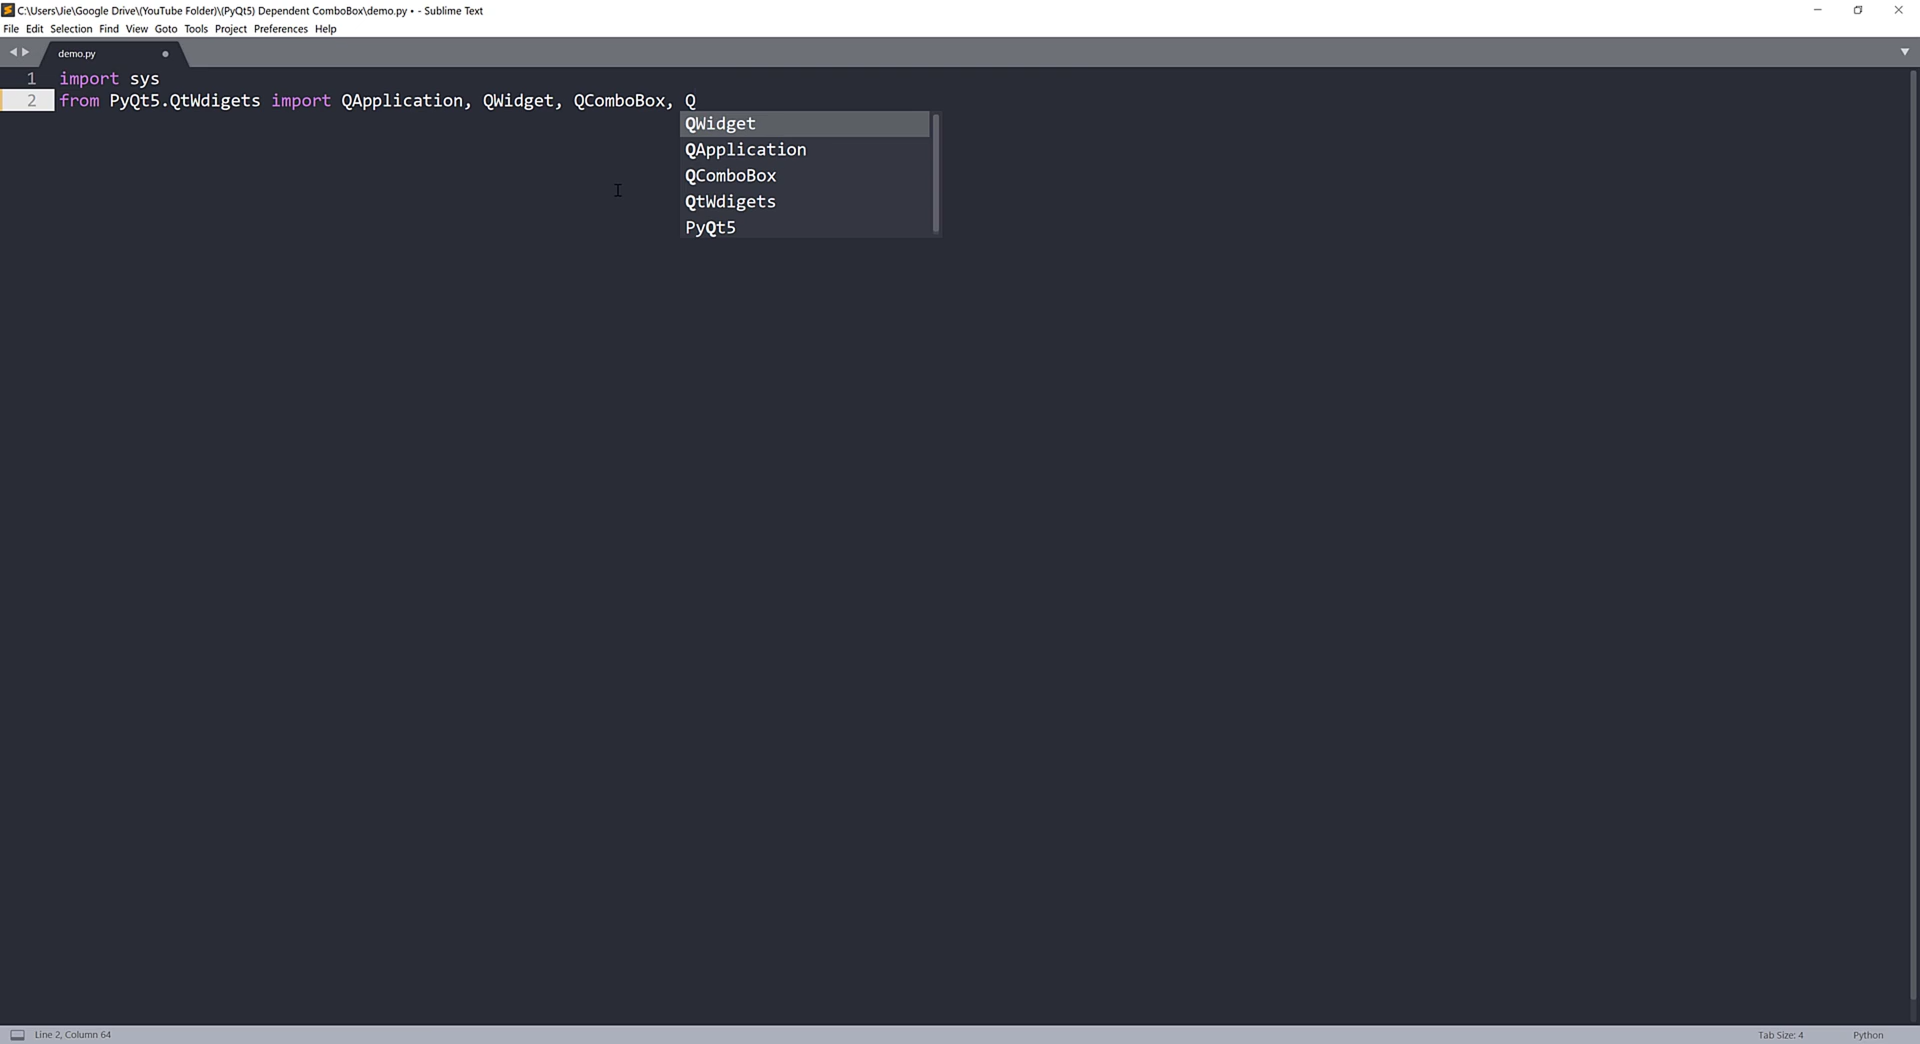 C:\Users\Jie\Google Drive\(YouTube Folder)\(PyQt5) Dependent ComboBox\demo.py • - Sublime Text
File Edit Selection Find View Goto Tools Project Preferences Help
demo.py
1 import sys
2 from PyQt5.QtWdigets import QApplication, QWidget, QComboBox, Q
QWidget
QApplication
QComboBox
QtWdigets
PyQt5
Line 2, Column 64 Tab Size: 4 Python